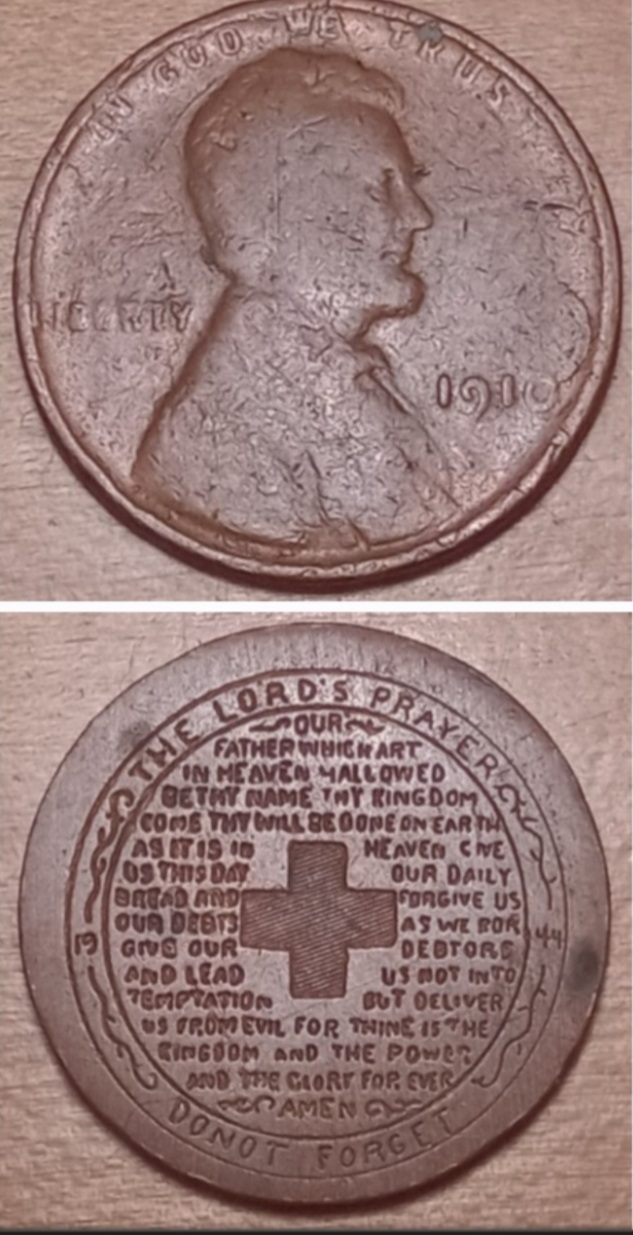 IN GOD WE TRUST
LIBERTY
1910
THE LORD'S PRAYER
OUR
FATHER WHICH ART
IN HEAVEN HALLOWED
BE THY NAME THY KINGDOM
COME THY WILL BE DONE ON EARTH
AS IT IS IN HEAVEN GIVE
US THIS DAY OUR DAILY
BREAD AND FORGIVE US
OUR DEBTS AS WE FOR
GIVE OUR DEBTORS
AND LEAD US NOT INTO
TEMPTATION BUT DELIVER
US FROM EVIL FOR THINE IS THE
KINGDOM AND THE POWER
AND THE GLORY FOR EVER
AMEN
19 44
DO NOT FORGET